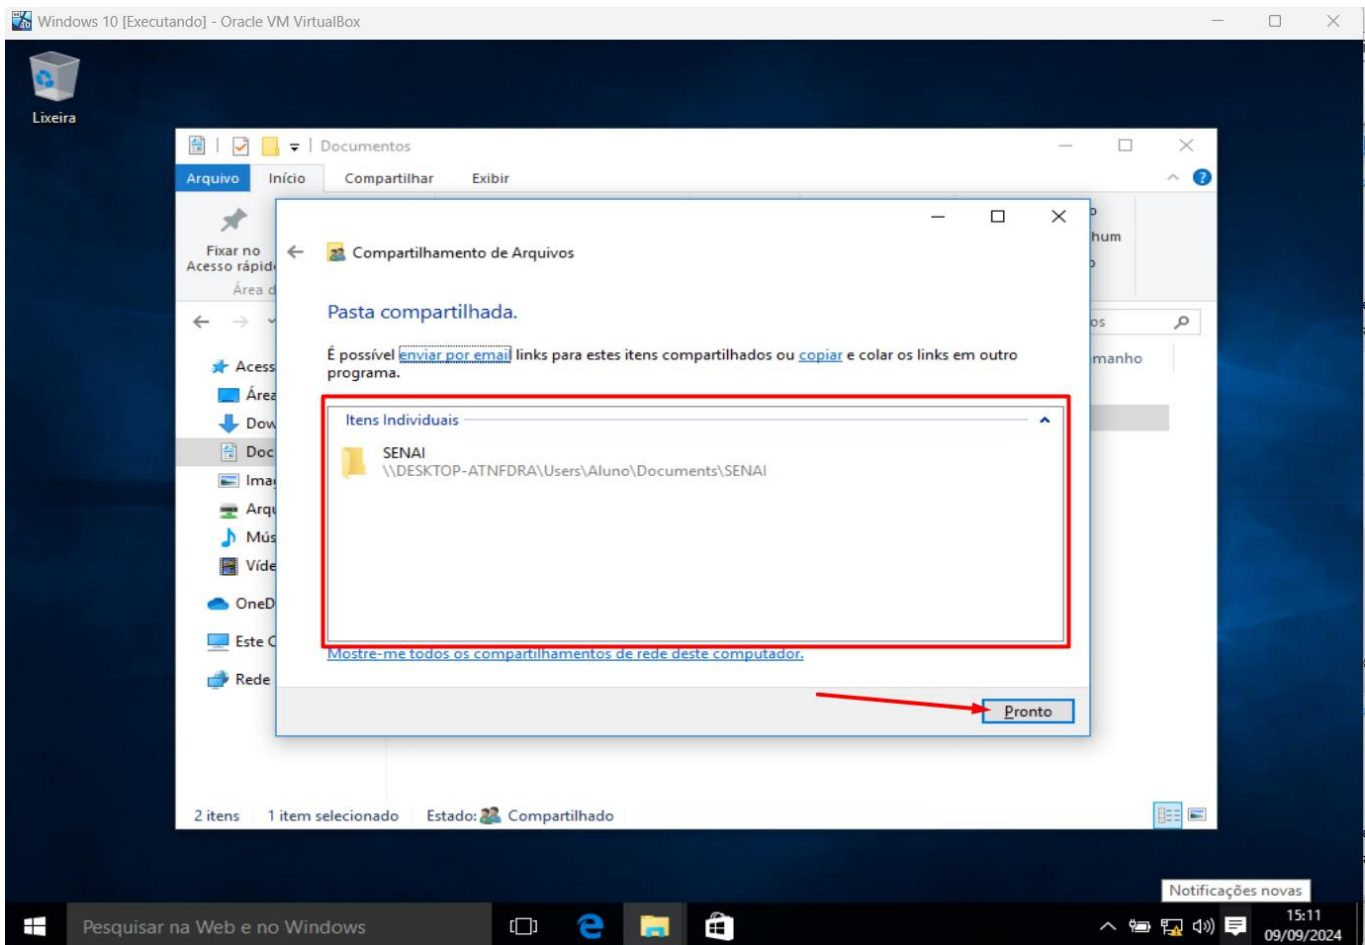 Windows 10 [Executando] - Oracle VM VirtualBox
Lixeira
Documentos
Arquivo Início Compartilhar Exibir
Fixar no
Acesso rápid
Área d
hum
Compartilhamento de Arquivos
Pasta compartilhada.
É possível enviar por email links para estes itens compartilhados ou copiar e colar os links em outro
programa.
os
manho
Acess
Área
Dow
Doc
Ima
Arqu
Mús
Víde
OneD
Este C
Rede
Itens Individuais
SENAI
\\DESKTOP-ATNFDRA\Users\Aluno\Documents\SENAI
Mostre-me todos os compartilhamentos de rede deste computador.
Pronto
2 itens 1 item selecionado Estado: Compartilhado
Notificações novas
Pesquisar na Web e no Windows
15:11
09/09/2024